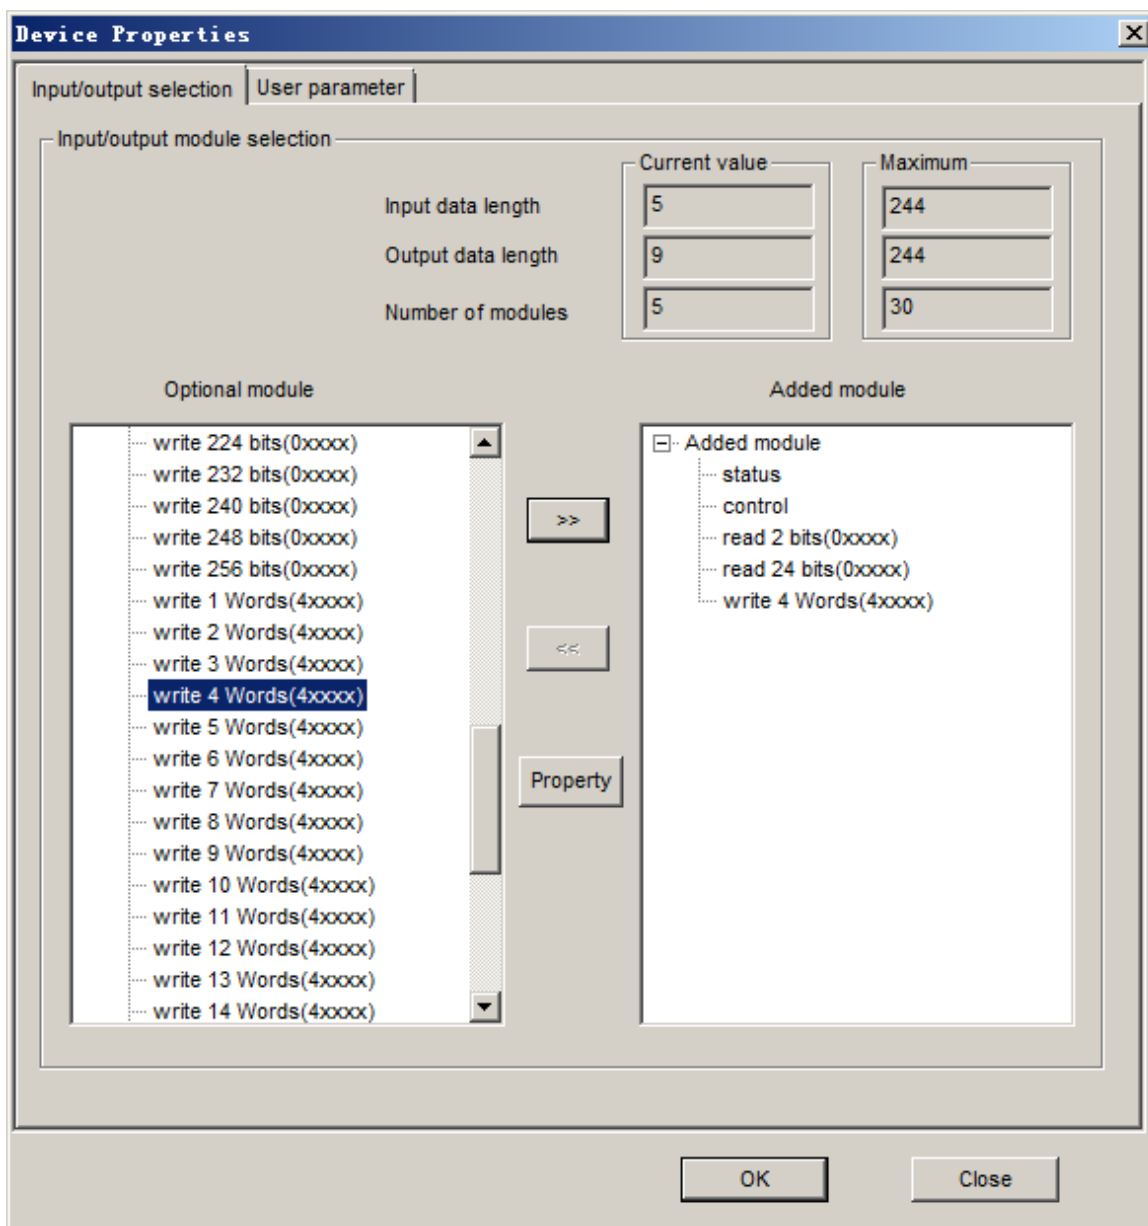 Device Properties
Input/output selection
User parameter
Input/output module selection
Current value
Maximum
Input data length
5
244
Output data length
9
244
Number of modules
5
30
Optional module
Added module
write 224 bits(0xxxx)
write 232 bits(0xxxx)
write 240 bits(0xxxx)
write 248 bits(0xxxx)
write 256 bits(0xxxx)
write 1 Words(4xxxx)
write 2 Words(4xxxx)
write 3 Words(4xxxx)
write 4 Words(4xxxx)
write 5 Words(4xxxx)
write 6 Words(4xxxx)
write 7 Words(4xxxx)
write 8 Words(4xxxx)
write 9 Words(4xxxx)
write 10 Words(4xxxx)
write 11 Words(4xxxx)
write 12 Words(4xxxx)
write 13 Words(4xxxx)
write 14 Words(4xxxx)
>>
<<
Property
Added module
status
control
read 2 bits(0xxxx)
read 24 bits(0xxxx)
write 4 Words(4xxxx)
OK
Close